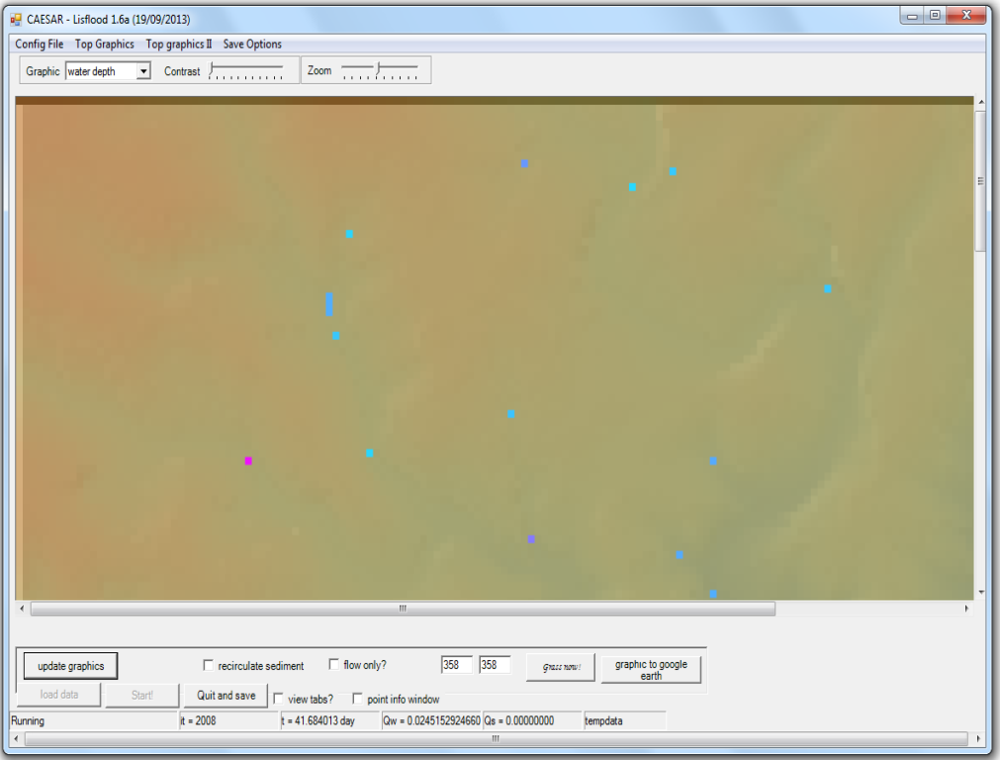 CAESAR - Lisflood 1.6a (19/09/2013)
Config File Top Graphics Top graphics II Save Options
Graphic water depth Contrast Zoom
update graphics recirculate sediment flow only? 358 358 Grass now! graphic to google earth
load data Start! Quit and save view tabs? point info window
Running it = 2008 t = 41.684013 day Qw = 0.0245152924660 Qs = 0.00000000 tempdata